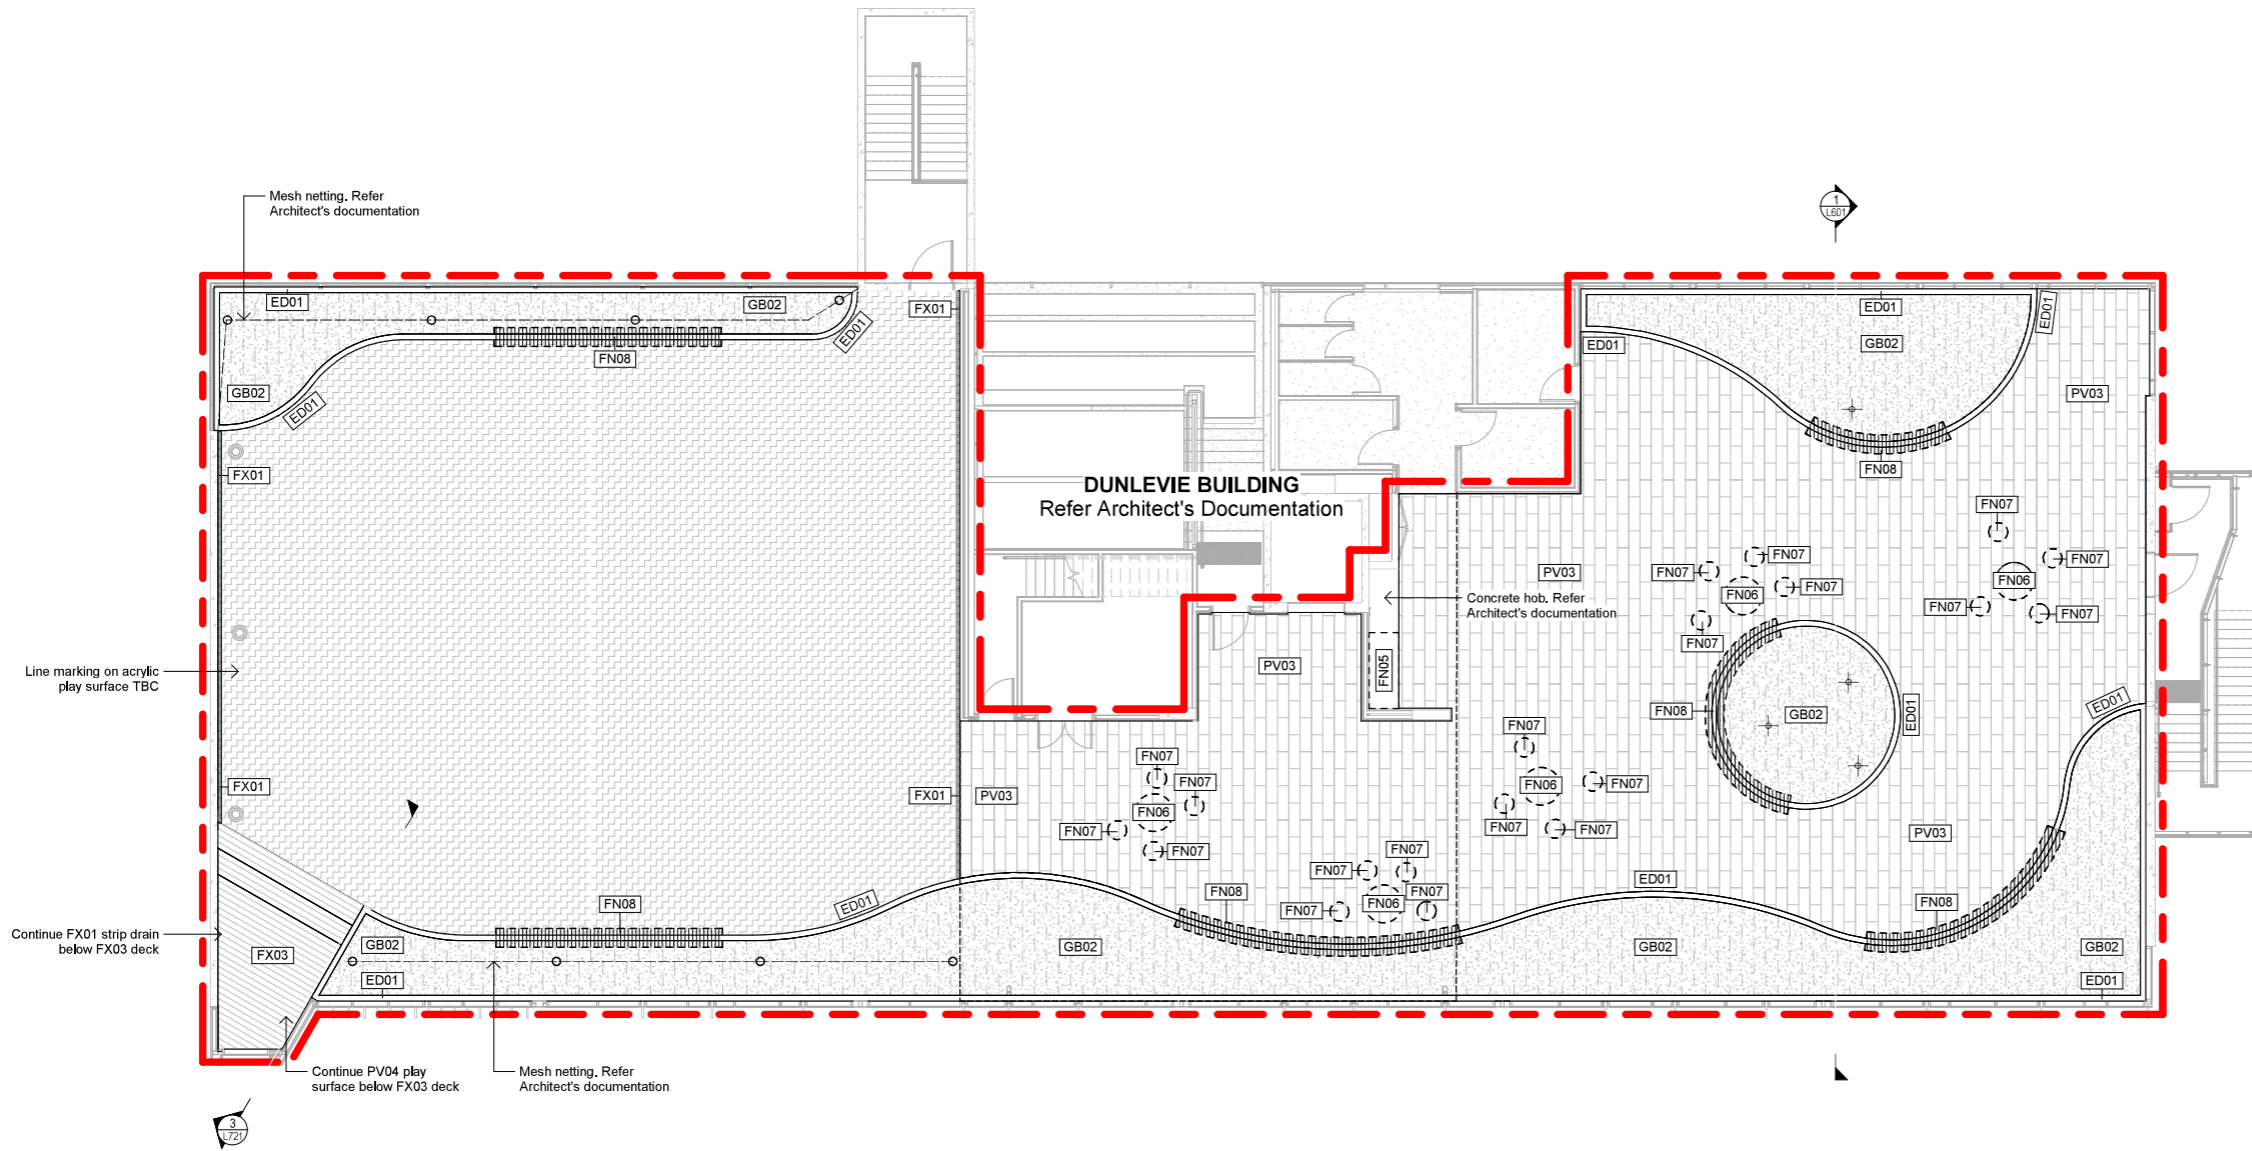 Mesh netting. Refer
Architect's documentation
1
L601
ED01
GB02
FX01
ED01
FN08
GB02
ED01
ED01
ED01
GB02
ED01
ED01
PV03
FN08
FX01
DUNLEVIE BUILDING
Refer Architect's Documentation
FN07
FN07
FN07
FN07
FN07
FN06
FN06
FN07
FN07
FN07
PV03
Concrete hob. Refer
Architect's documentation
PV03
FN05
Line marking on acrylic
play surface TBC
FN08
GB02
ED01
ED01
FN07
FN07
FN07
FN06
FN07
FN07
FN07
FX01
FX01
PV03
FN07
FN07
FN06
FN07
FN07
PV03
FN07
FN07
FN06
FN07
FN07
ED01
FN08
ED01
FN08
FN08
Continue FX01 strip drain
below FX03 deck
FX03
GB02
ED01
GB02
GB02
GB02
ED01
Continue PV04 play
surface below FX03 deck
Mesh netting. Refer
Architect's documentation
3
L721